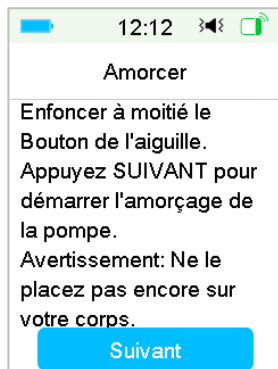 12:12
Amorcer
Enfoncer à moitié le
Bouton de l'aiguille.
Appuyez SUIVANT pour
démarrer l'amorçage de
la pompe.
Avertissement: Ne le
placez pas encore sur
votre corps.
Suivant